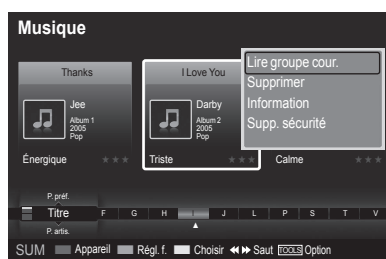 Musique
Thanks
Jee
Album 1
2005
Pop
Énergique
I Love You
Darby
Album 2
2005
Pop
Triste
Calme
Lire groupe cour.
Supprimer
Information
Supp. sécurité
P. préf.
Titre F G H I J L P S T V
P. artis.
SUM Appareil Régl. f. Choisir Saut TOOLS Option